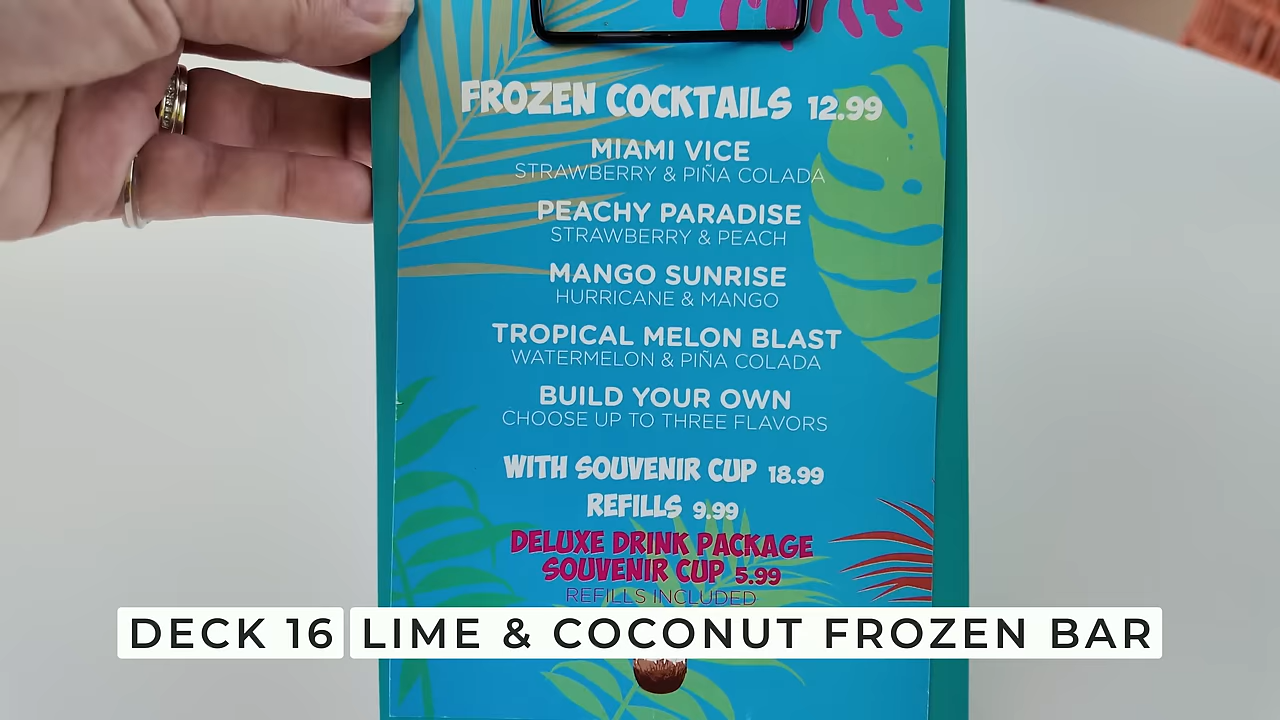 FROZEN COCKTAILS 12.99
MIAMI VICE
STRAWBERRY & PIÑA COLADA
PEACHY PARADISE
STRAWBERRY & PEACH
MANGO SUNRISE
HURRICANE & MANGO
TROPICAL MELON BLAST
WATERMELON & PIÑA COLADA
BUILD YOUR OWN
CHOOSE UP TO THREE FLAVORS
WITH SOUVENIR CUP 18.99
REFILLS 9.99
DELUXE DRINK PACKAGE
SOUVENIR CUP 5.99
REFILLS INCLUDED
DECK 16 LIME & COCONUT FROZEN BAR